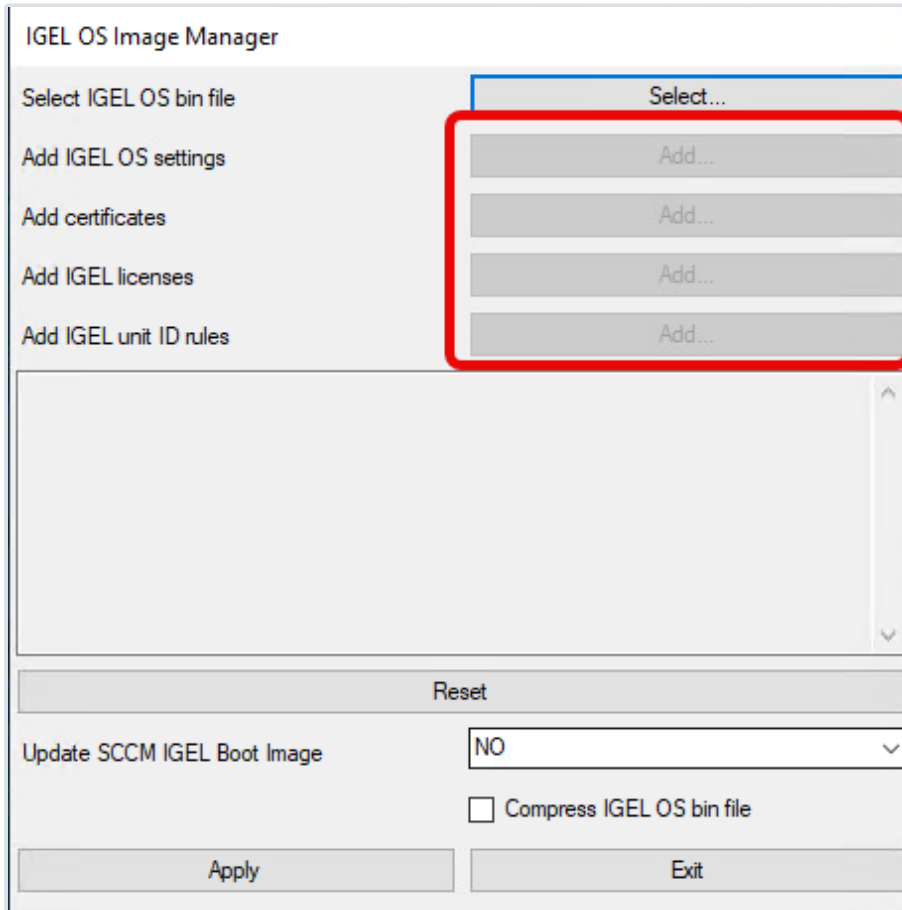 IGEL OS Image Manager
Select IGEL OS bin file Select...
Add IGEL OS settings Add...
Add certificates Add...
Add IGEL licenses Add...
Add IGEL unit ID rules Add...
Reset
Update SCCM IGEL Boot Image NO
Compress IGEL OS bin file
Apply Exit